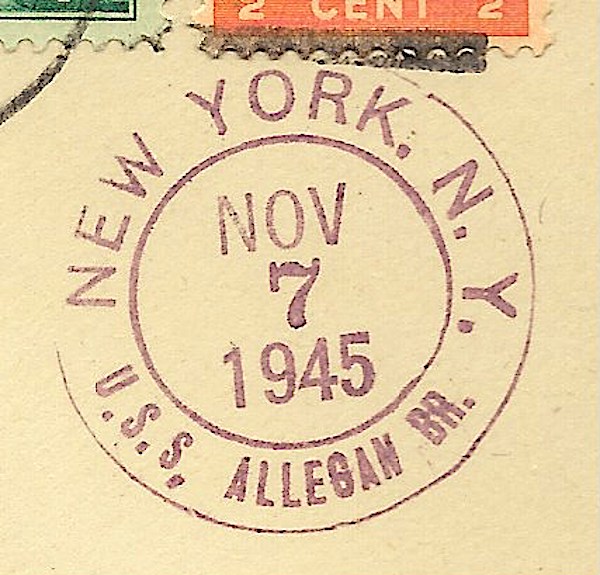 2 CENT 2
NEW YORK, N. Y.
NOV
7
1945
U.S.S. ALLEGAN BR.